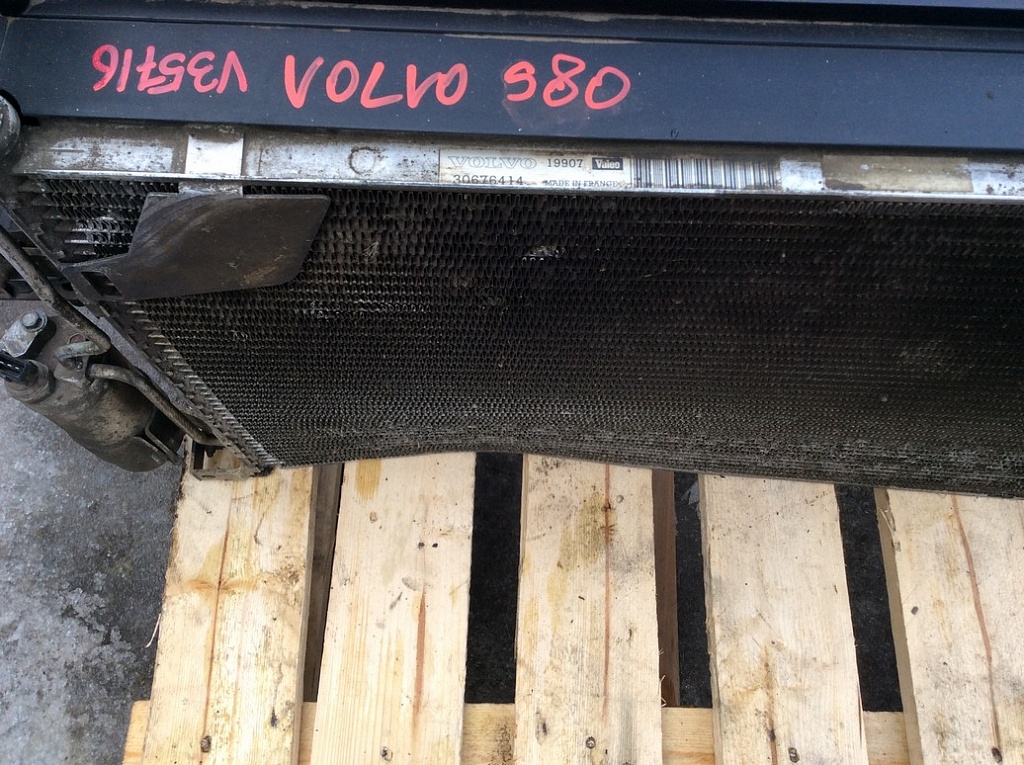 V35716 VOLVO S80
VOLVO 19907 Valeo
30676414 MADE IN FRANCE